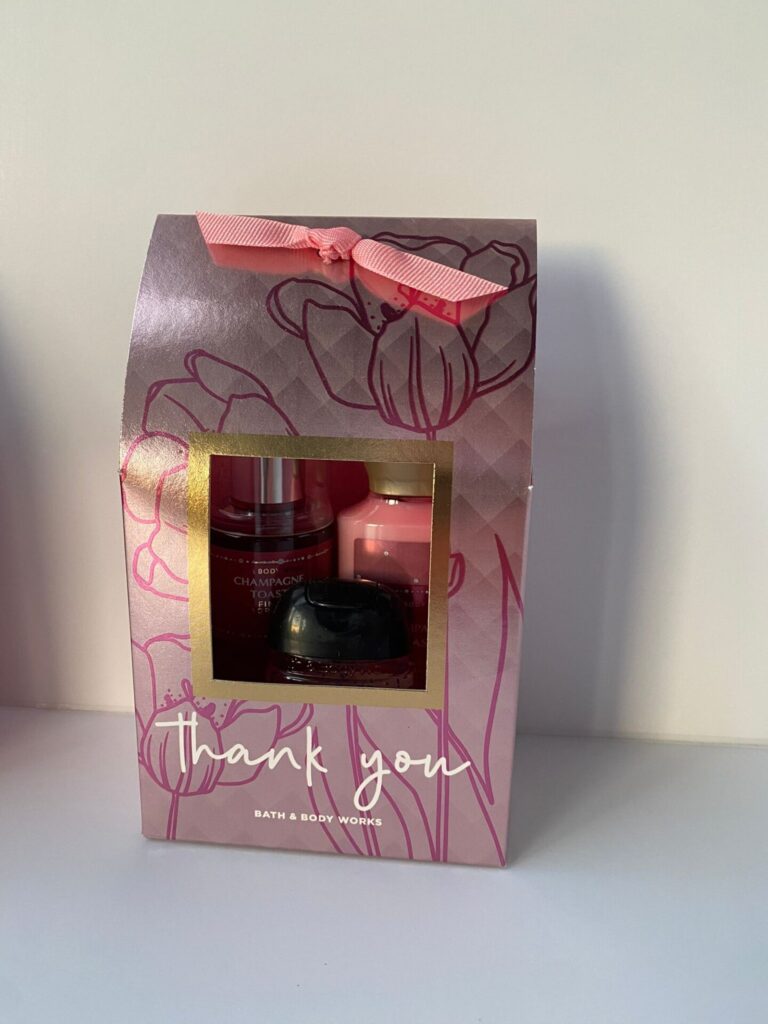 BODY
CHAMPAGNE
TOAST
thank you
BATH & BODY WORKS